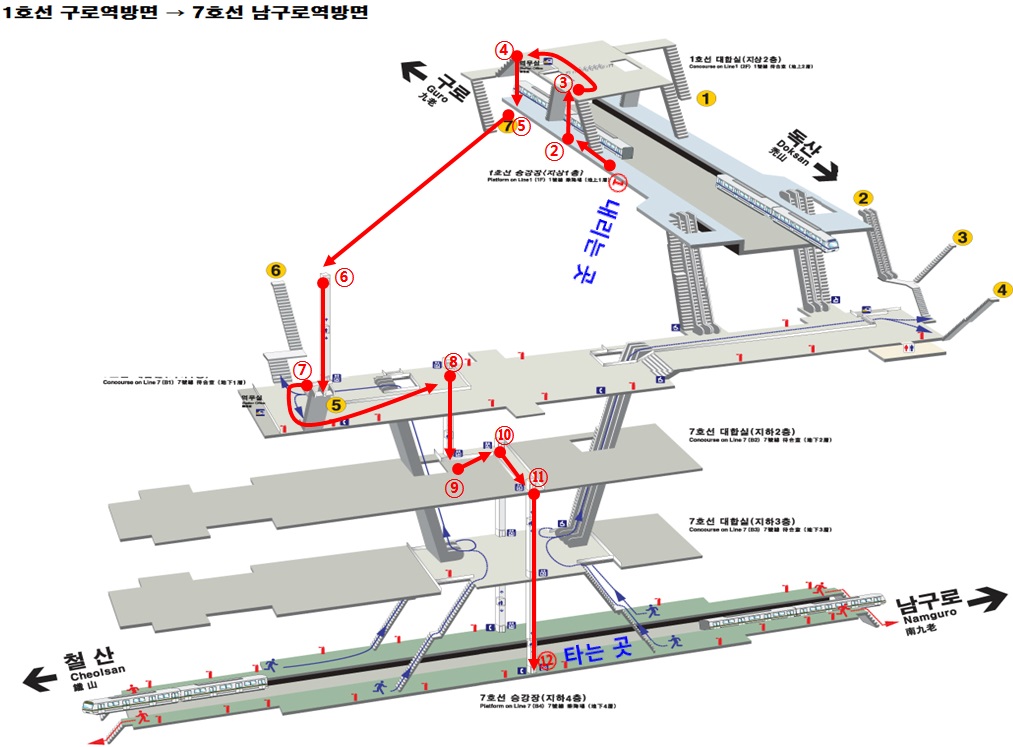 1호선 구로역방면 → 7호선 남구로역방면
④
역무실
구로
Guro
九老
③
1호선 대합실(지상2층)
Concourse on Line1 (2F) 1號線 待合室 (地上2層)
1
7
⑤
②
독산
Doksan
禿山
1호선 승강장(지상1층)
Platform on Line1 (1F) 1號線 乘降場 (地上1層)
①
내리는 곳
2
3
4
6
⑥
⑦
⑧
Concourse on Line 7 (B1) 7號線 待合室 (地下1層)
역무실
5
⑩
⑨
⑪
7호선 대합실(지하2층)
Concourse on Line 7 (B2) 7號線 待合室 (地下2層)
7호선 대합실(지하3층)
Concourse on Line 7 (B3) 7號線 待合室 (地下3層)
남구로
Namguro
南九老
철산
Cheolsan
鐵山
⑫
타는 곳
7호선 승강장(지하4층)
Platform on Line 7 (B4) 7號線 乘降場 (地下4層)